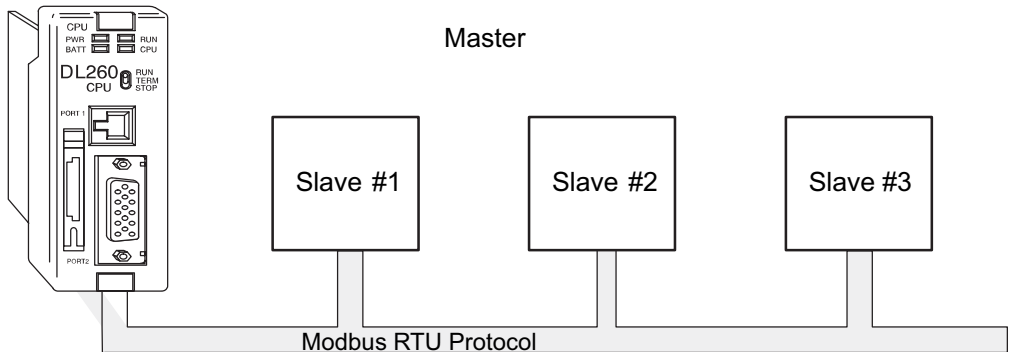 CPU
PWR RUN
BATT CPU
Master
DL260 RUN
TERM
CPU STOP
PORT 1
Slave #1 Slave #2 Slave #3
PORT2
Modbus RTU Protocol